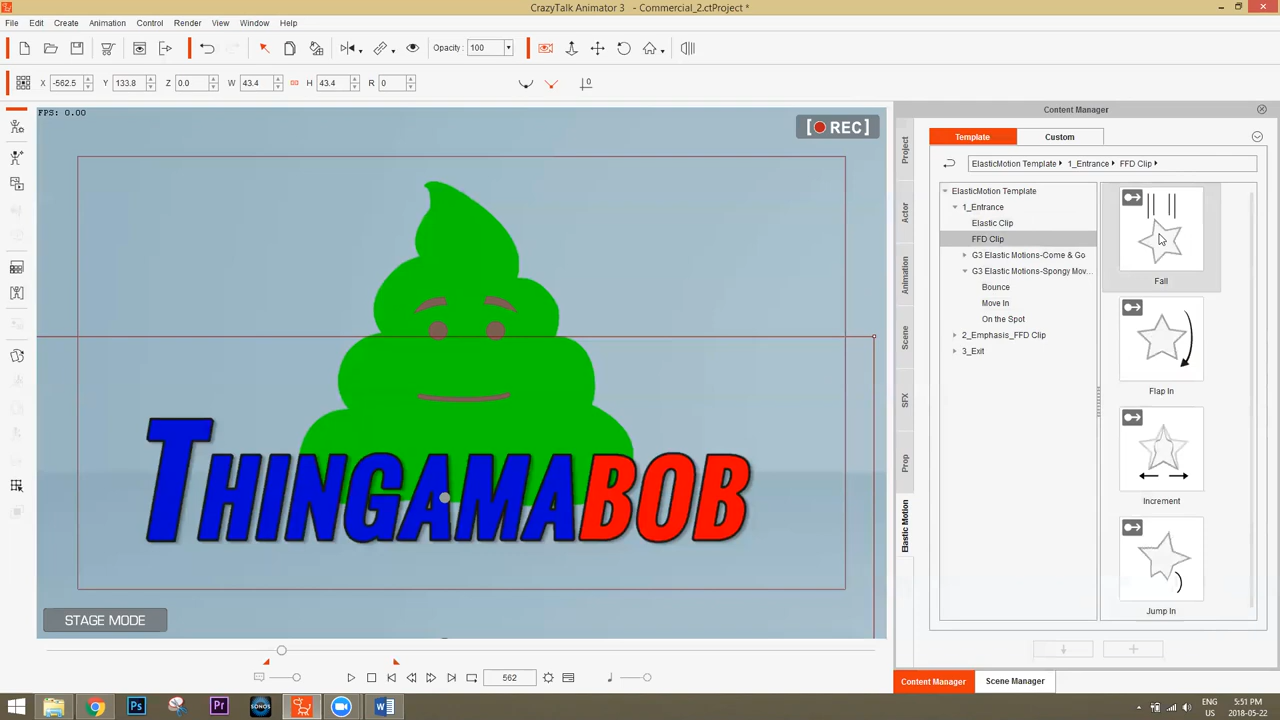 CrazyTalk Animator 3 - Commercial_2.ctProject *
File Edit Create Animation Control Render View Window Help
Opacity : 100
X -562.5 Y 133.8 Z 0.0 W 43.4 H 43.4 R 0
FPS: 0.00
[ REC]
THINGAMABOB
STAGE MODE
562
Content Manager
Template Custom
ElasticMotion Template 1_Entrance FFD Clip
Project
Actor
Animation
Scene
SFX
Prop
Elastic Motion
ElasticMotion Template
1_Entrance
Elastic Clip
FFD Clip
G3 Elastic Motions-Come & Go
G3 Elastic Motions-Spongy Mov...
Bounce
Move In
On the Spot
2_Emphasis_FFD Clip
3_Exit
Fall
Flap In
Increment
Jump In
Content Manager Scene Manager
Ps
SONOS
Pr
W
ENG 5:51 PM
US 2018-05-22